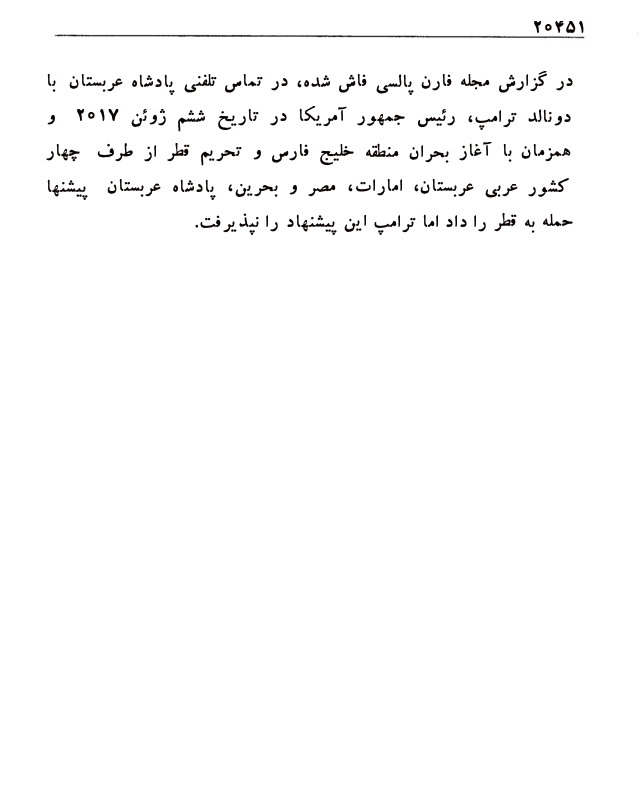 ۲۰۴۵۱
در گزارش مجله فارن پالسی فاش شده، در تماس تلفنی پادشاه عربستان با
دونالد ترامپ، رئیس جمهور آمریکا در تاریخ ششم ژوئن ۲۰۱۷ و
همزمان با آغاز بحران منطقه خلیج فارس و تحریم قطر از طرف چهار
کشور عربی عربستان، امارات، مصر و بحرین، پادشاه عربستان پیشنها
حمله به قطر را داد اما ترامپ این پیشنهاد را نپذیرفت.